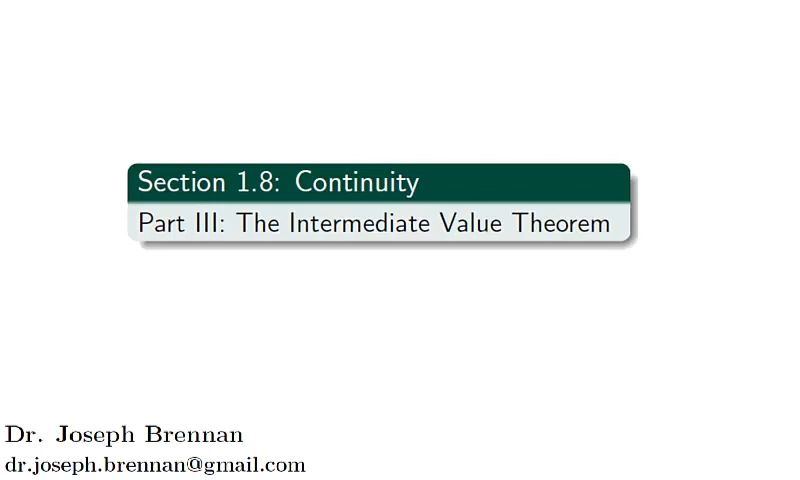 Section 1.8: Continuity
Part III: The Intermediate Value Theorem
Dr. Joseph Brennan
dr.joseph.brennan@gmail.com